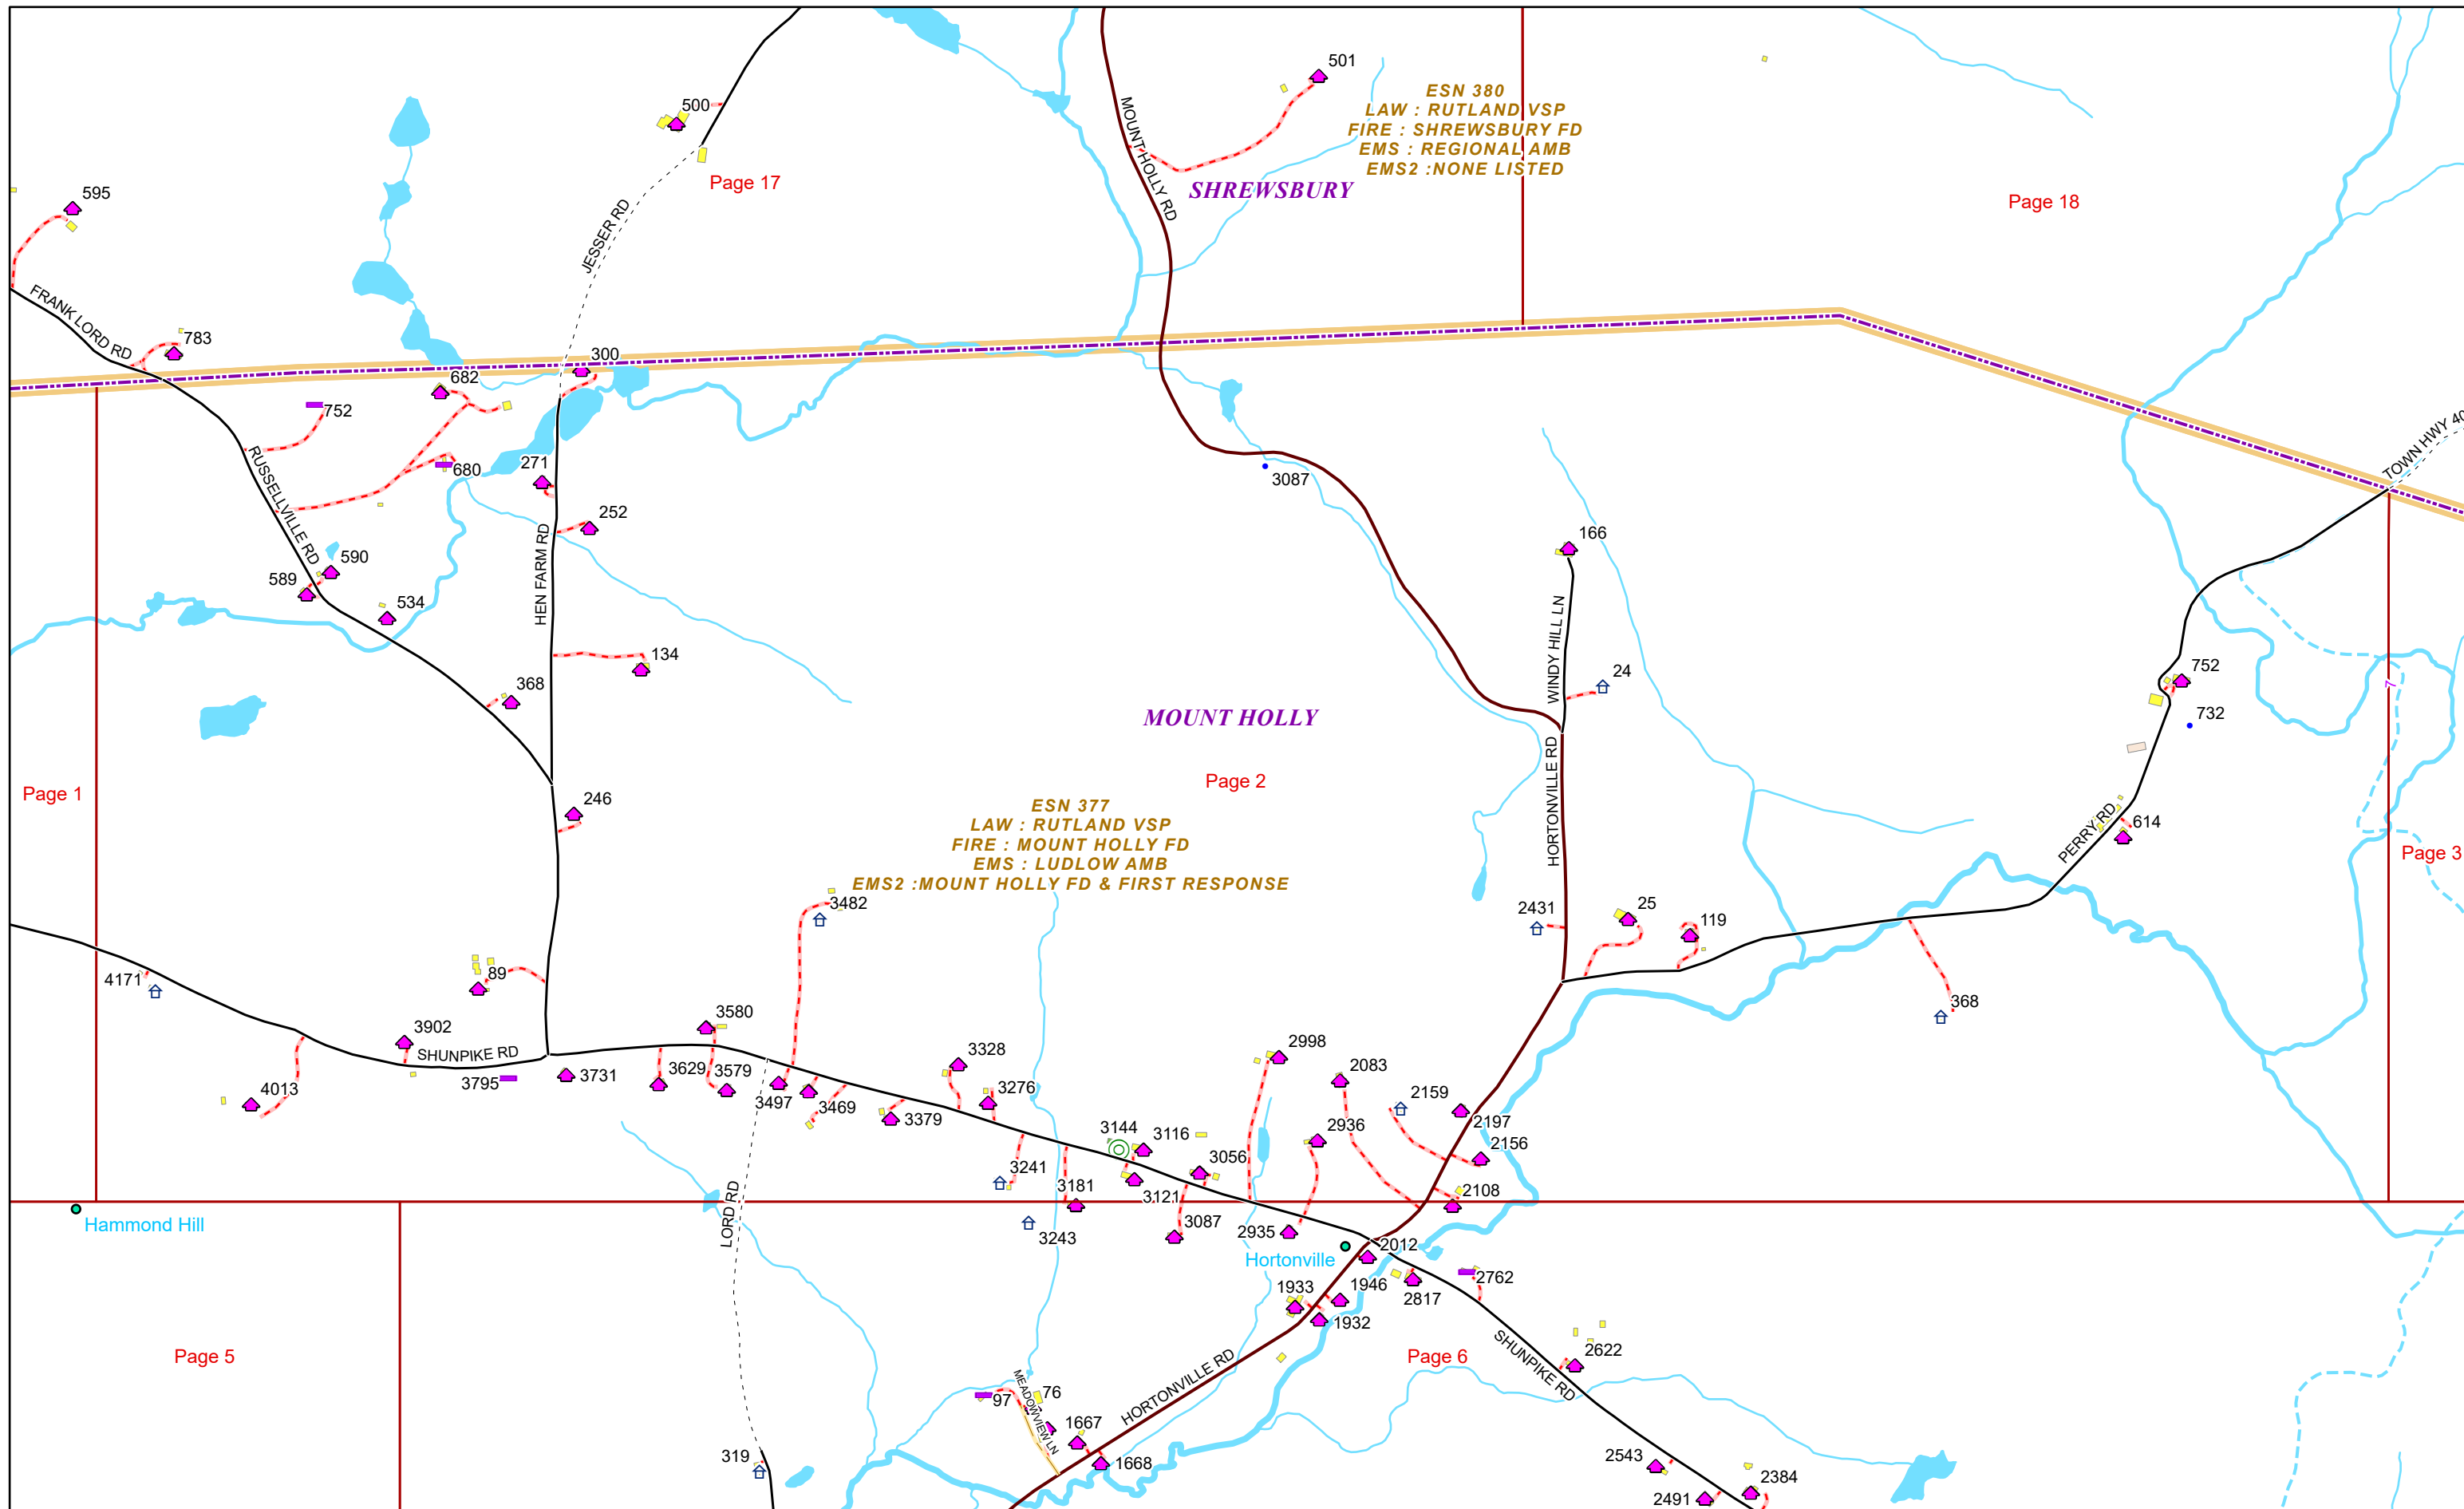 501
500
ESN 380
LAW : RUTLAND VSP
FIRE : SHREWSBURY FD
EMS : REGIONAL AMB
EMS2 :NONE LISTED
MOUNT HOLLY RD
Page 17
SHREWSBURY
595
Page 18
JESSER RD
FRANK LORD RD
783
300
682
752
TOWN HWY 40
RUSSELLVILLE RD
680
271
3087
252
HEN FARM RD
166
590
589
534
WINDY HILL LN
134
24
752
368
7
732
MOUNT HOLLY
HORTONVILLE RD
Page 2
Page 1
246
ESN 377
LAW : RUTLAND VSP
FIRE : MOUNT HOLLY FD
EMS : LUDLOW AMB
EMS2 :MOUNT HOLLY FD & FIRST RESPONSE
614
PERRY RD
Page 3
3482
2431
25
119
4171
89
368
3902
3580
SHUNPIKE RD
3795
3731
3629
3579
3497
3469
3328
3276
2998
2083
4013
3379
2159
2197
3144
3116
2936
2156
3241
3056
3181
3121
2108
LORD RD
Hammond Hill
3243
3087
2935
2012
Hortonville
2762
1933
1946
2817
1932
Page 5
Page 6
SHUNPIKE RD
2622
HORTONVILLE RD
MEADOWVIEW LN
97
76
1667
1668
319
2543
2384
2491